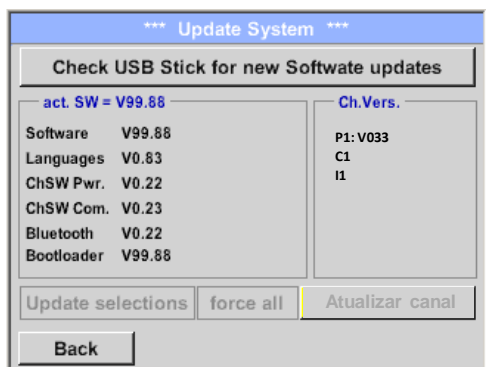 *** Update System ***
Check USB Stick for new Softwate updates
act. SW = V99.88
Software V99.88
Languages V0.83
ChSW Pwr. V0.22
ChSW Com. V0.23
Bluetooth V0.22
Bootloader V99.88
Ch.Vers.
P1: V033
C1
I1
Update selections force all Atualizar canal
Back